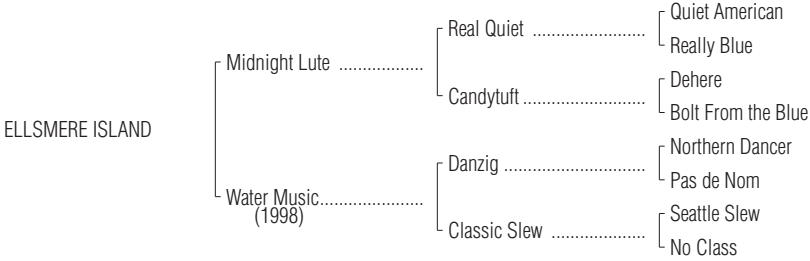 Quiet American
Real Quiet ........................
Really Blue
Midnight Lute ..................
Dehere
Candytuft ..........................
Bolt From the Blue
ELLSMERE ISLAND
Northern Dancer
Danzig ..............................
Pas de Nom
Water Music......................
(1998)
Seattle Slew
Classic Slew ....................
No Class